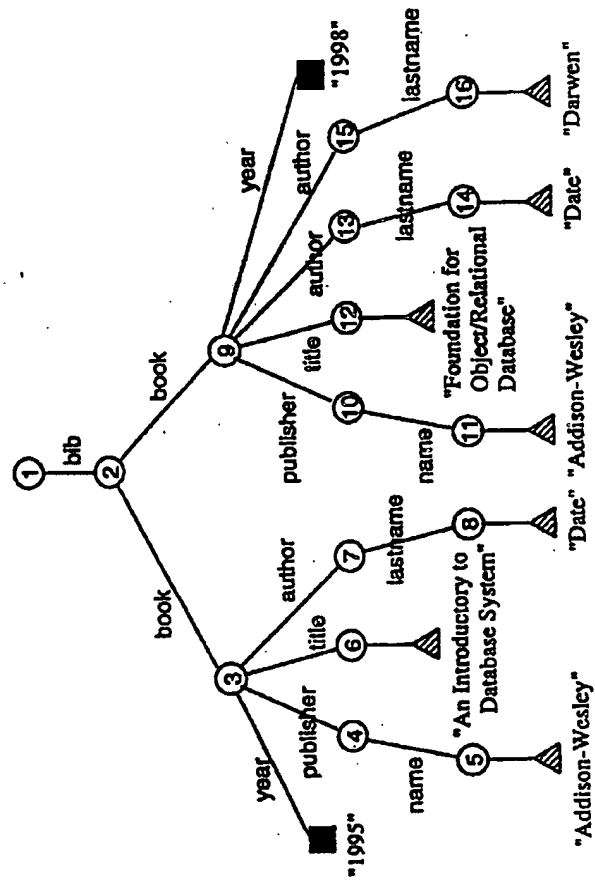 1
bib
2
book
book
3
9
year
publisher
title
author
publisher
title
author
author
year
"1995"
4
6
7
10
12
13
15
"1998"
name
lastname
name
lastname
lastname
5
"An Introductory to
Database System"
8
11
"Foundation for
Object/Relational
Database"
14
16
"Addison-Wesley"
"Date"
"Addison-Wesley"
"Date"
"Darwen"